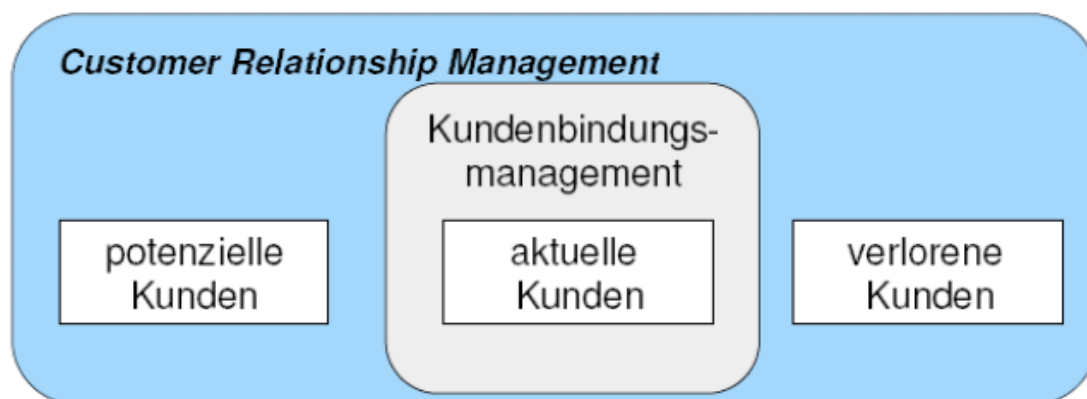 Customer Relationship Management
Kundenbindungs-
management
potenzielle
Kunden
aktuelle
Kunden
verlorene
Kunden